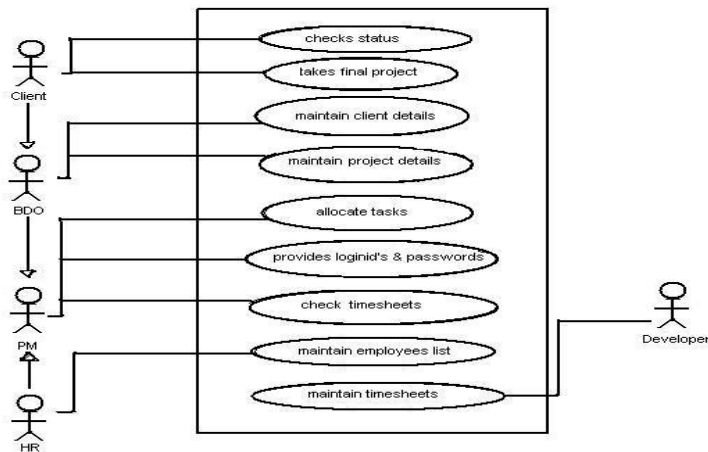 checks status
takes final project
Client
maintain client details
maintain project details
BDO
allocate tasks
provides loginid's & passwords
check timesheets
PM
Developer
maintain employees list
maintain timesheets
HR